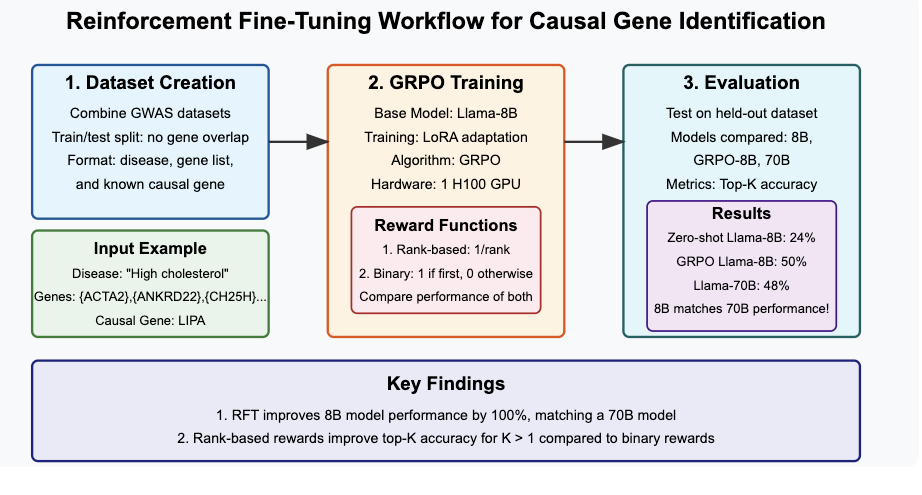 Reinforcement Fine-Tuning Workflow for Causal Gene Identification
1. Dataset Creation
Combine GWAS datasets
Train/test split: no gene overlap
Format: disease, gene list,
and known causal gene
Input Example
Disease: "High cholesterol"
Genes: {ACTA2},{ANKRD22},{CH25H}...
Causal Gene: LIPA
2. GRPO Training
Base Model: Llama-8B
Training: LoRA adaptation
Algorithm: GRPO
Hardware: 1 H100 GPU
Reward Functions
1. Rank-based: 1/rank
2. Binary: 1 if first, 0 otherwise
Compare performance of both
3. Evaluation
Test on held-out dataset
Models compared: 8B,
GRPO-8B, 70B
Metrics: Top-K accuracy
Results
Zero-shot Llama-8B: 24%
GRPO Llama-8B: 50%
Llama-70B: 48%
8B matches 70B performance!
Key Findings
1. RFT improves 8B model performance by 100%, matching a 70B model
2. Rank-based rewards improve top-K accuracy for K > 1 compared to binary rewards